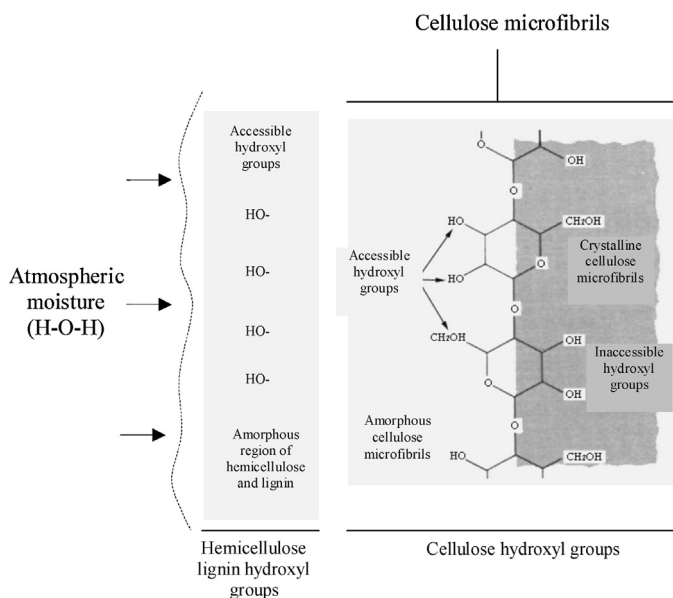 Cellulose microfibrils
Accessible
hydroxyl
groups
HO-
HO-
HO-
HO-
Amorphous
region of
hemicellulose
and lignin
Atmospheric
moisture
(H-O-H)
Hemicellulose
lignin hydroxyl
groups
O
OH
O
HO
CH2OH
O
HO
O
Accessible
hydroxyl
groups
Crystalline
cellulose
microfibrils
CH2OH
OH
O
OH
O
Inaccessible
hydroxyl
groups
Amorphous
cellulose
microfibrils
HO
CH2OH
Cellulose hydroxyl groups